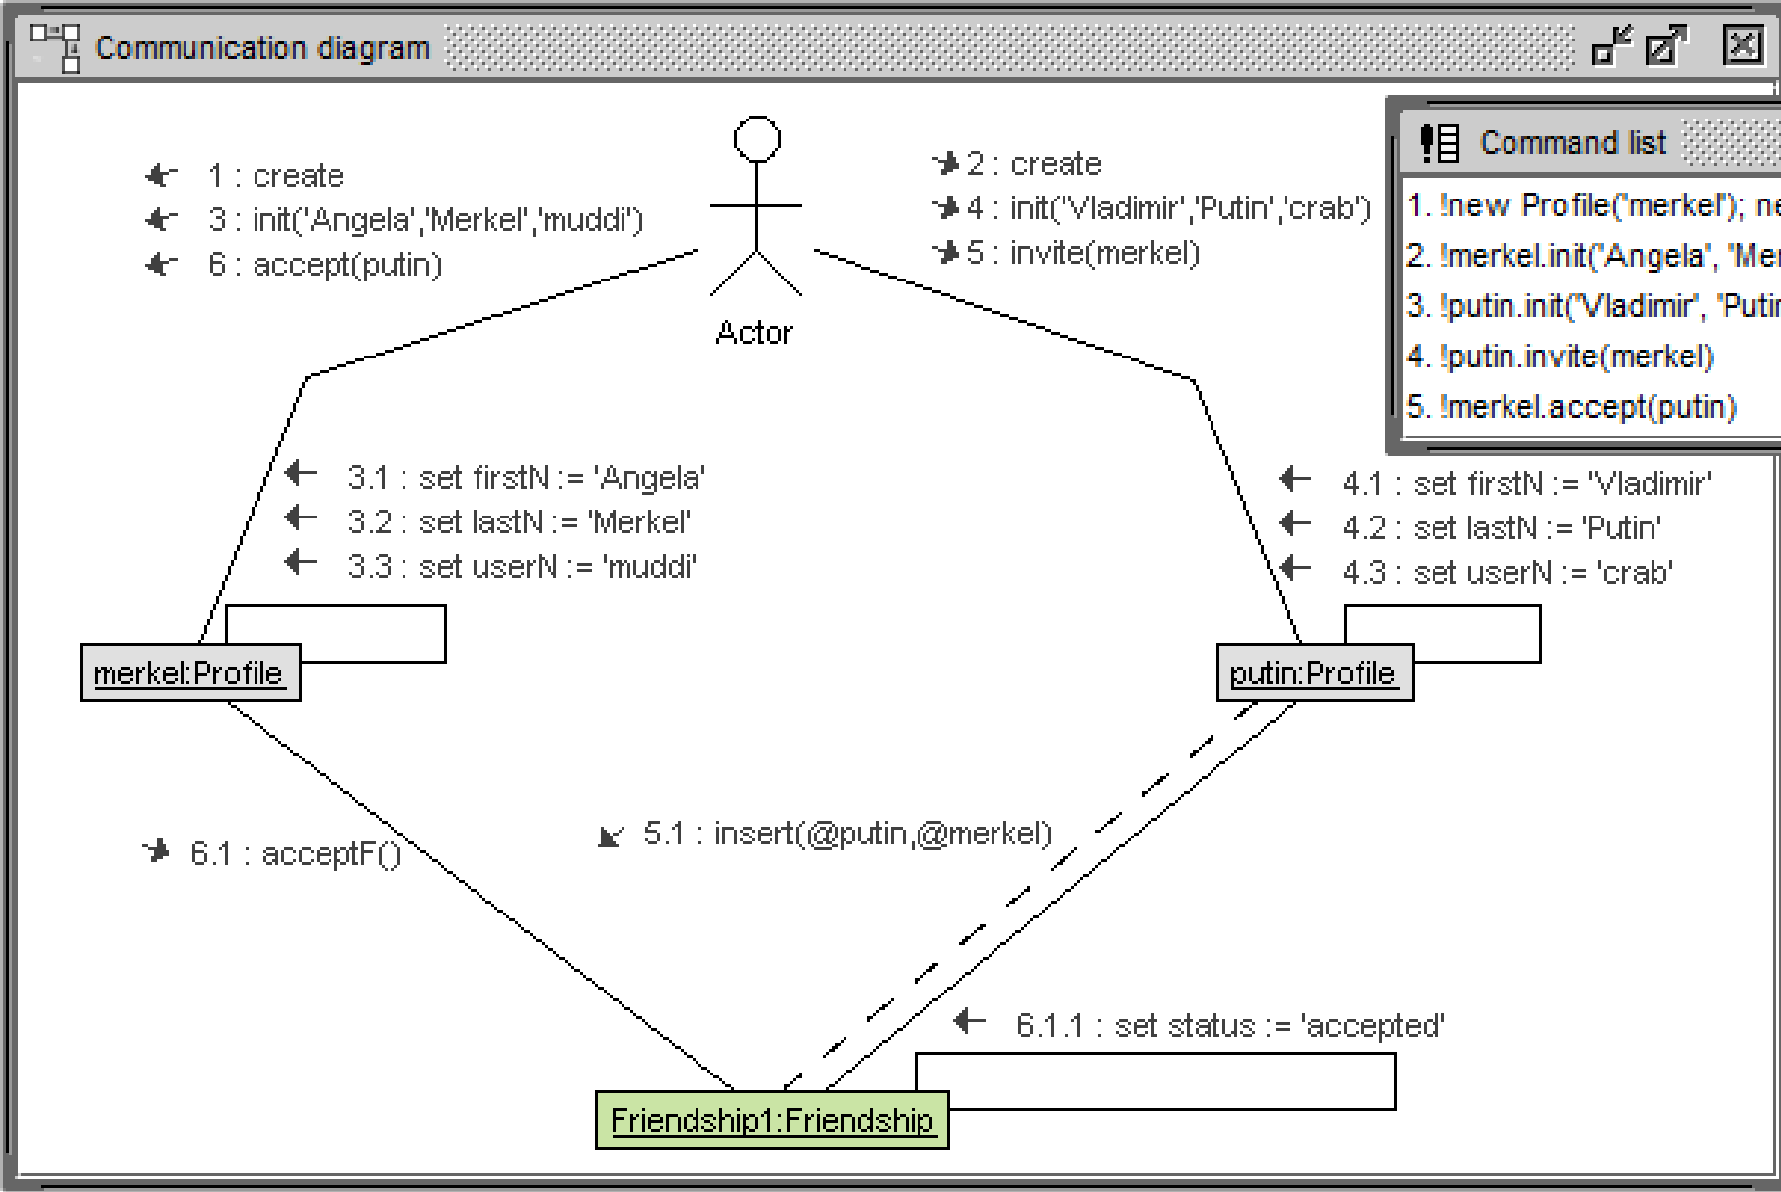 Communication diagram
1 : create
3 : init('Angela','Merkel','muddi')
6 : accept(putin)
2 : create
4 : init('Vladimir','Putin','crab')
5 : invite(merkel)
Actor
Command list
1. !new Profile('merkel'); ne
2. !merkel.init('Angela', 'Mer
3. !putin.init('Vladimir', 'Putin
4. !putin.invite(merkel)
5. !merkel.accept(putin)
3.1 : set firstN := 'Angela'
3.2 : set lastN := 'Merkel'
3.3 : set userN := 'muddi'
4.1 : set firstN := 'Vladimir'
4.2 : set lastN := 'Putin'
4.3 : set userN := 'crab'
merkel:Profile
putin:Profile
6.1 : acceptF()
5.1 : insert(@putin,@merkel)
6.1.1 : set status := 'accepted'
Friendship1:Friendship